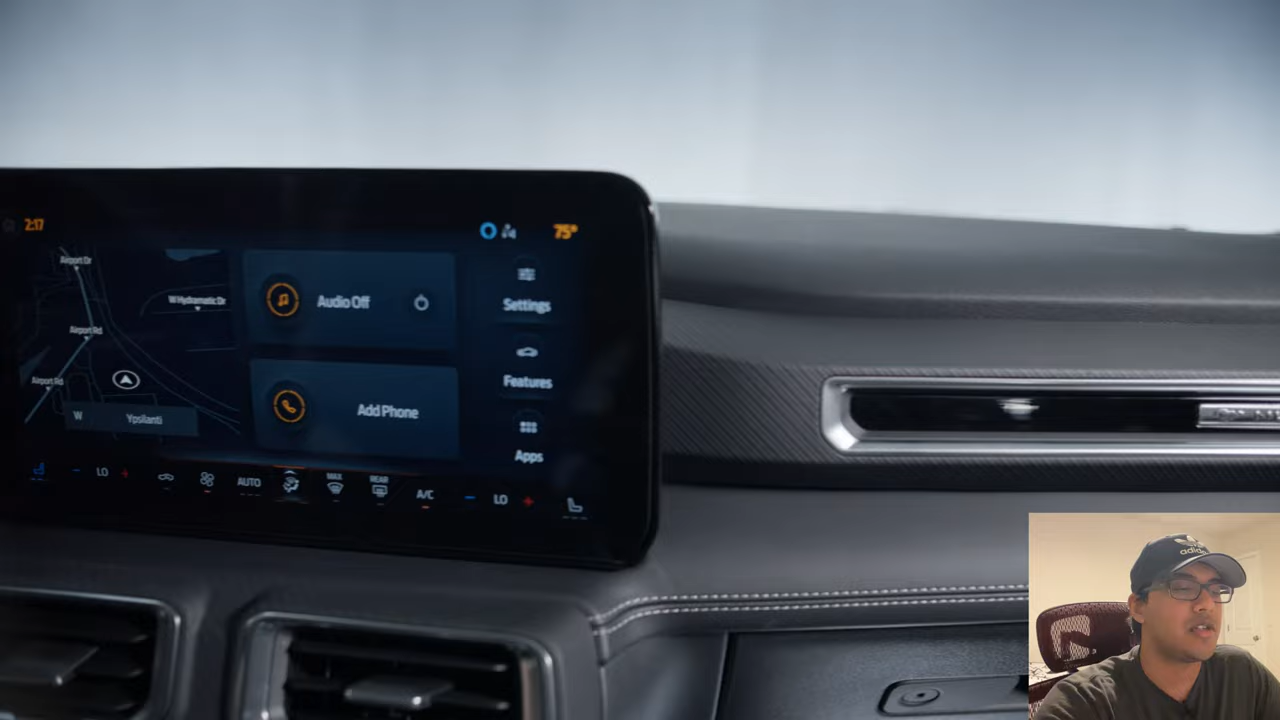 2:17
75°
Airport Dr
W Hydramatic Dr
Airport Rd
Airport Rd
W Ypsilanti
Audio Off
Add Phone
Settings
Features
Apps
LO
AUTO
MAX
REAR
A/C
LO
adidas